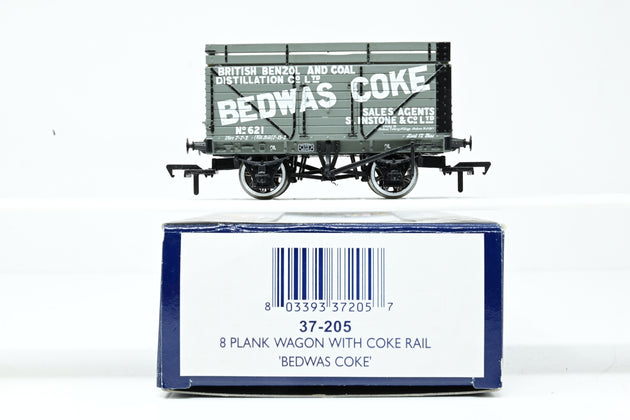 BRITISH BENZOL AND COAL
DISTILLATION CO. LTD
BEDWAS COKE
SALES AGENTS
S. INSTONE & CO LTD
No 621
8 03393 37205 7
37-205
8 PLANK WAGON WITH COKE RAIL
'BEDWAS COKE'